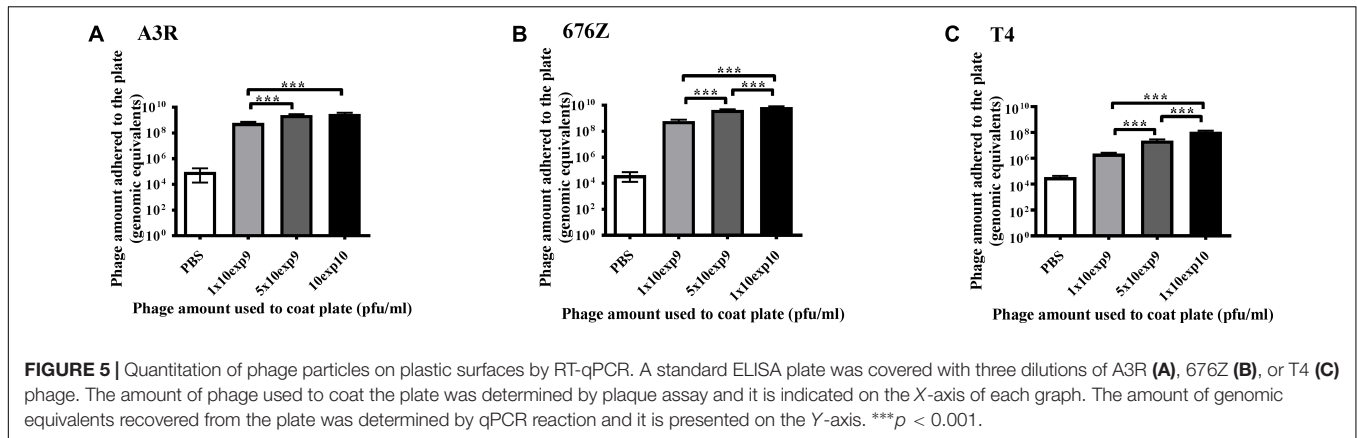 A A3R
Phage amount adhered to the plate
(genomic equivalents)
10^10
10^8
10^6
10^4
10^2
10^0
***
***
PBS
1x10exp9
5x10exp9
10exp10
Phage amount used to coat plate (pfu/ml)
B 676Z
Phage amount adhered to the plate
(genomic equivalents)
10^10
10^8
10^6
10^4
10^2
10^0
***
***
***
PBS
1x10exp9
5x10exp9
1x10exp10
Phage amount used to coat plate (pfu/ml)
C T4
Phage amount adhered to the plate
(genomic equivalents)
10^10
10^8
10^6
10^4
10^2
10^0
***
***
***
PBS
1x10exp9
5x10exp9
1x10exp10
Phage amount used to coat plate (pfu/ml)
FIGURE 5 | Quantitation of phage particles on plastic surfaces by RT-qPCR. A standard ELISA plate was covered with three dilutions of A3R (A), 676Z (B), or T4 (C)
phage. The amount of phage used to coat the plate was determined by plaque assay and it is indicated on the X-axis of each graph. The amount of genomic
equivalents recovered from the plate was determined by qPCR reaction and it is presented on the Y-axis. ***p < 0.001.